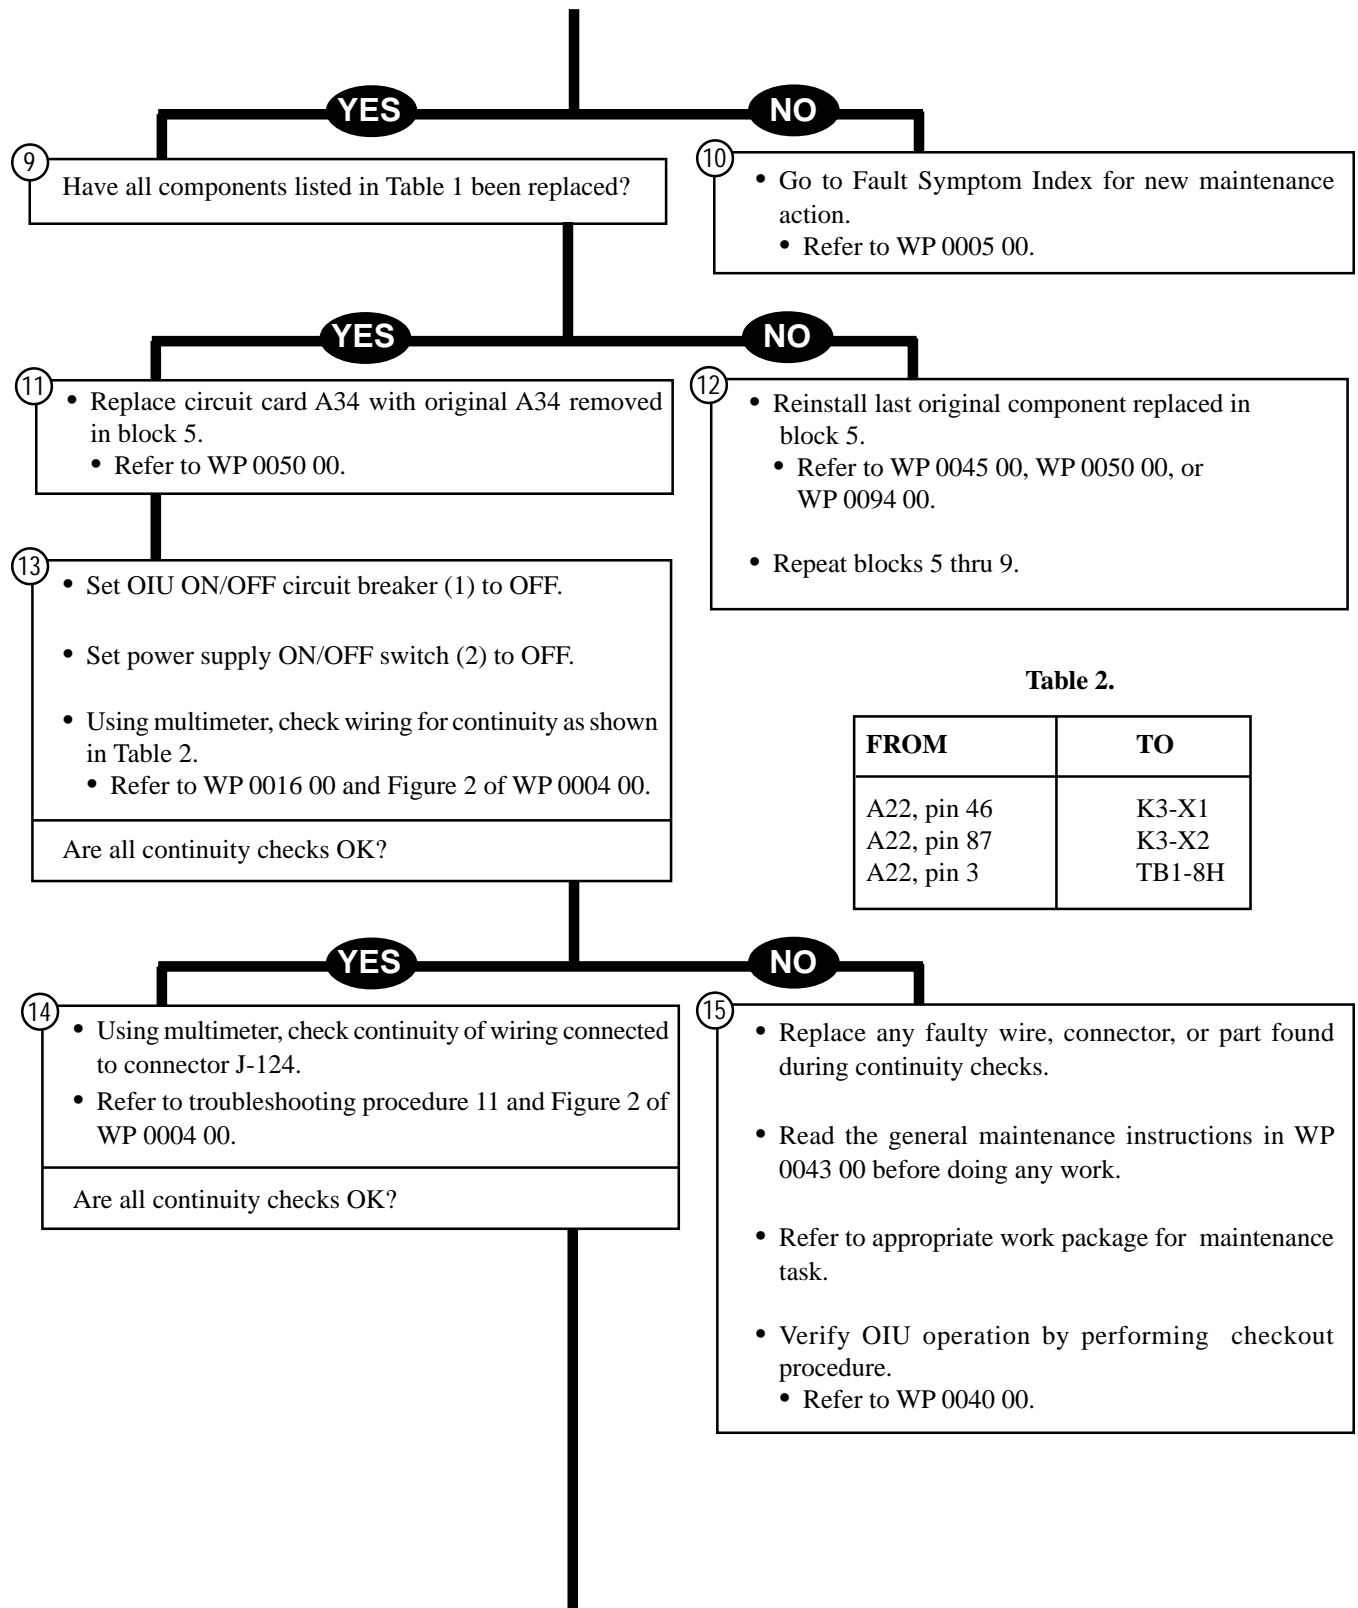 YES
NO
9
Have all components listed in Table 1 been replaced?
10
• Go to Fault Symptom Index for new maintenance
action.
• Refer to WP 0005 00.
YES
NO
11
• Replace circuit card A34 with original A34 removed
in block 5.
• Refer to WP 0050 00.
12
• Reinstall last original component replaced in
block 5.
• Refer to WP 0045 00, WP 0050 00, or
WP 0094 00.
• Repeat blocks 5 thru 9.
13
• Set OIU ON/OFF circuit breaker (1) to OFF.
• Set power supply ON/OFF switch (2) to OFF.
• Using multimeter, check wiring for continuity as shown
in Table 2.
• Refer to WP 0016 00 and Figure 2 of WP 0004 00.
Are all continuity checks OK?
Table 2.
FROM TO
A22, pin 46 K3-X1
A22, pin 87 K3-X2
A22, pin 3 TB1-8H
YES
NO
14
• Using multimeter, check continuity of wiring connected
to connector J-124.
• Refer to troubleshooting procedure 11 and Figure 2 of
WP 0004 00.
Are all continuity checks OK?
15
• Replace any faulty wire, connector, or part found
during continuity checks.
• Read the general maintenance instructions in WP
0043 00 before doing any work.
• Refer to appropriate work package for maintenance
task.
• Verify OIU operation by performing checkout
procedure.
• Refer to WP 0040 00.